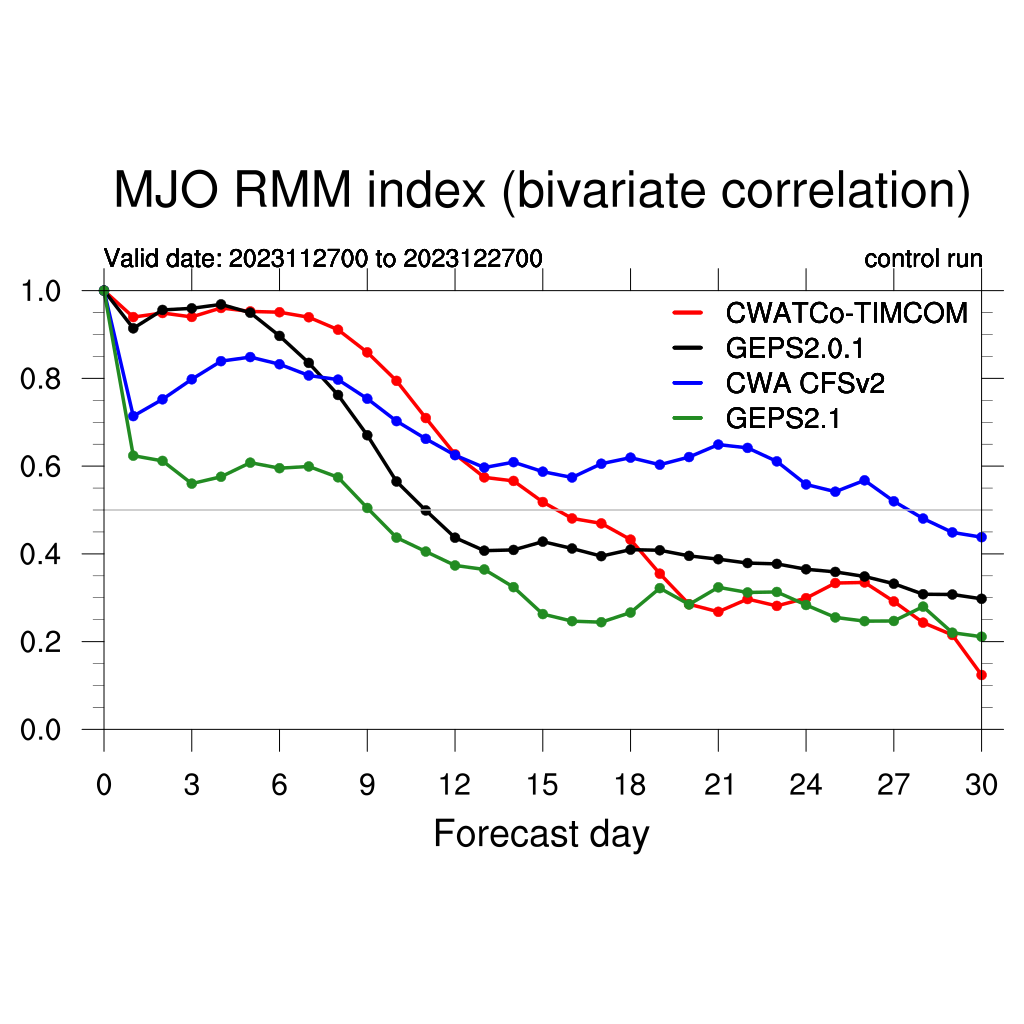 MJO RMM index (bivariate correlation)
Valid date: 2023112700 to 2023122700 control run
1.0
0.8
0.6
0.4
0.2
0.0
CWATCo-TIMCOM
GEPS2.0.1
CWA CFSv2
GEPS2.1
0 3 6 9 12 15 18 21 24 27 30
Forecast day